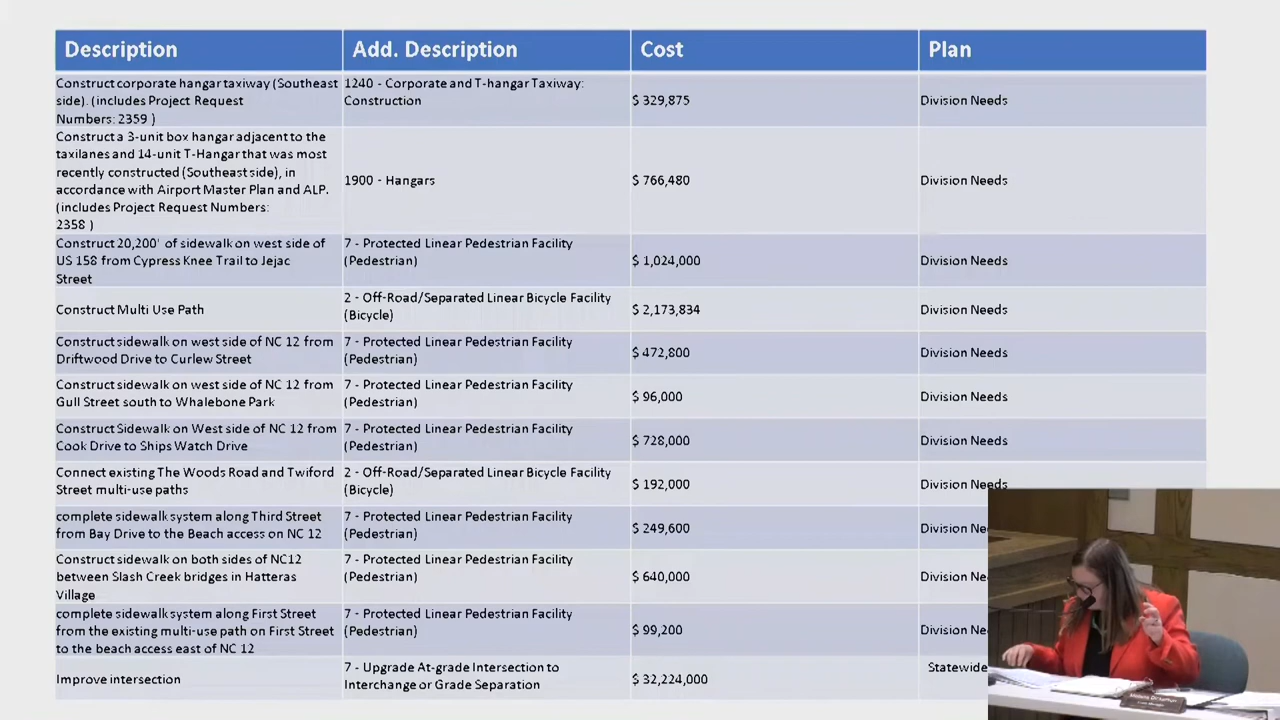 Description Add. Description Cost Plan
Construct corporate hangar taxiway (Southeast
side). (includes Project Request
Numbers: 2359 )
1240 - Corporate and T-hangar Taxiway:
Construction
$ 329,875
Division Needs
Construct a 3-unit box hangar adjacent to the
taxilanes and 14-unit T-Hangar that was most
recently constructed (Southeast side), in
accordance with Airport Master Plan and ALP.
(includes Project Request Numbers:
2358 )
1900 - Hangars
$ 766,480
Division Needs
Construct 20,200' of sidewalk on west side of
US 158 from Cypress Knee Trail to Jejac
Street
7 - Protected Linear Pedestrian Facility
(Pedestrian)
$ 1,024,000
Division Needs
Construct Multi Use Path
2 - Off-Road/Separated Linear Bicycle Facility
(Bicycle)
$ 2,173,834
Division Needs
Construct sidewalk on west side of NC 12 from
Driftwood Drive to Curlew Street
7 - Protected Linear Pedestrian Facility
(Pedestrian)
$ 472,800
Division Needs
Construct sidewalk on west side of NC 12 from
Gull Street south to Whalebone Park
7 - Protected Linear Pedestrian Facility
(Pedestrian)
$ 96,000
Division Needs
Construct Sidewalk on West side of NC 12 from
Cook Drive to Ships Watch Drive
7 - Protected Linear Pedestrian Facility
(Pedestrian)
$ 728,000
Division Needs
Connect existing The Woods Road and Twiford
Street multi-use paths
2 - Off-Road/Separated Linear Bicycle Facility
(Bicycle)
$ 192,000
Division Needs
complete sidewalk system along Third Street
from Bay Drive to the Beach access on NC 12
7 - Protected Linear Pedestrian Facility
(Pedestrian)
$ 249,600
Division Ne
Construct sidewalk on both sides of NC12
between Slash Creek bridges in Hatteras
Village
7 - Protected Linear Pedestrian Facility
(Pedestrian)
$ 640,000
Division Ne
complete sidewalk system along First Street
from the existing multi-use path on First Street
to the beach access east of NC 12
7 - Protected Linear Pedestrian Facility
(Pedestrian)
$ 99,200
Division Ne
Improve intersection
7 - Upgrade At-grade Intersection to
Interchange or Grade Separation
$ 32,224,000
Statewide